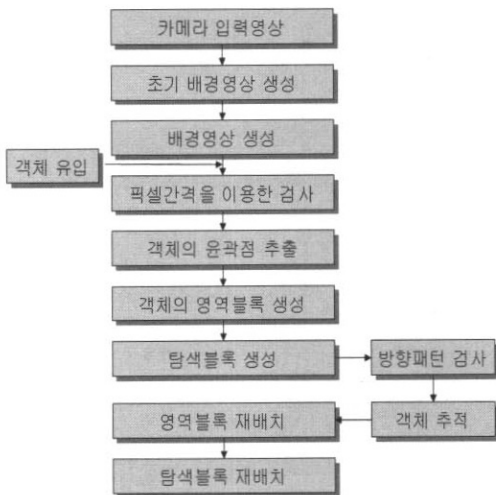 카메라 입력영상
초기 배경영상 생성
배경영상 생성
객체 유입
픽셀간격을 이용한 검사
객체의 윤곽점 추출
객체의 영역블록 생성
탐색블록 생성
방향패턴 검사
영역블록 재배치
객체 추적
탐색블록 재배치